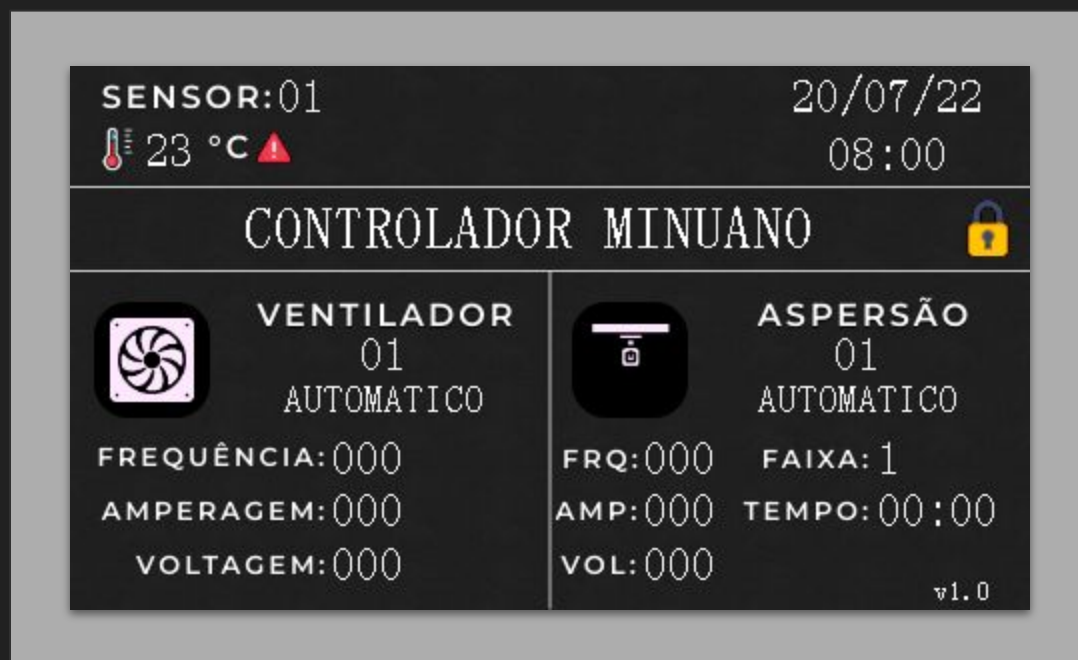 SENSOR: 01
20/07/22
23 °C
08:00
CONTROLADOR MINUANO
VENTILADOR
01
AUTOMATICO
FREQUÊNCIA: 000
AMPERAGEM: 000
VOLTAGEM: 000
ASPERSÃO
01
AUTOMATICO
FRQ: 000 FAIXA: 1
AMP: 000 TEMPO: 00:00
VOL: 000
v1.0